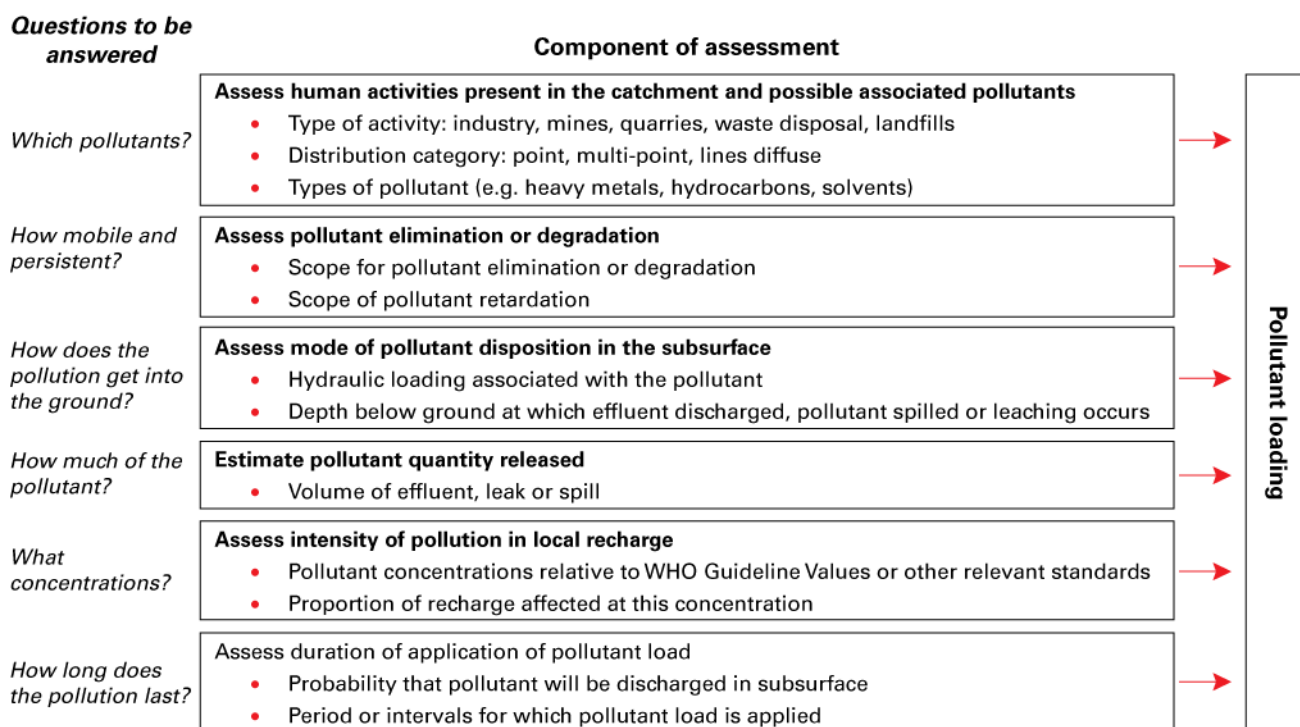 Questions to be
answered
Component of assessment
Which pollutants?
Assess human activities present in the catchment and possible associated pollutants
• Type of activity: industry, mines, quarries, waste disposal, landfills
• Distribution category: point, multi-point, lines diffuse
• Types of pollutant (e.g. heavy metals, hydrocarbons, solvents)
How mobile and
persistent?
Assess pollutant elimination or degradation
• Scope for pollutant elimination or degradation
• Scope of pollutant retardation
How does the
pollution get into
the ground?
Assess mode of pollutant disposition in the subsurface
• Hydraulic loading associated with the pollutant
• Depth below ground at which effluent discharged, pollutant spilled or leaching occurs
How much of the
pollutant?
Estimate pollutant quantity released
• Volume of effluent, leak or spill
What
concentrations?
Assess intensity of pollution in local recharge
• Pollutant concentrations relative to WHO Guideline Values or other relevant standards
• Proportion of recharge affected at this concentration
How long does
the pollution last?
Assess duration of application of pollutant load
• Probability that pollutant will be discharged in subsurface
• Period or intervals for which pollutant load is applied
Pollutant loading